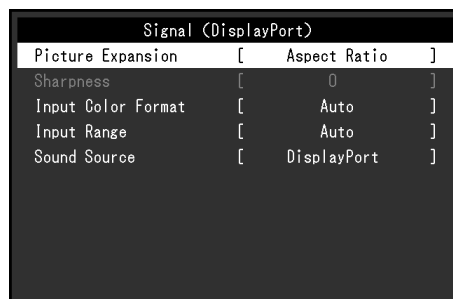 Signal (DisplayPort)
Picture Expansion [ Aspect Ratio ]
Sharpness [ 0 ]
Input Color Format [ Auto ]
Input Range [ Auto ]
Sound Source [ DisplayPort ]